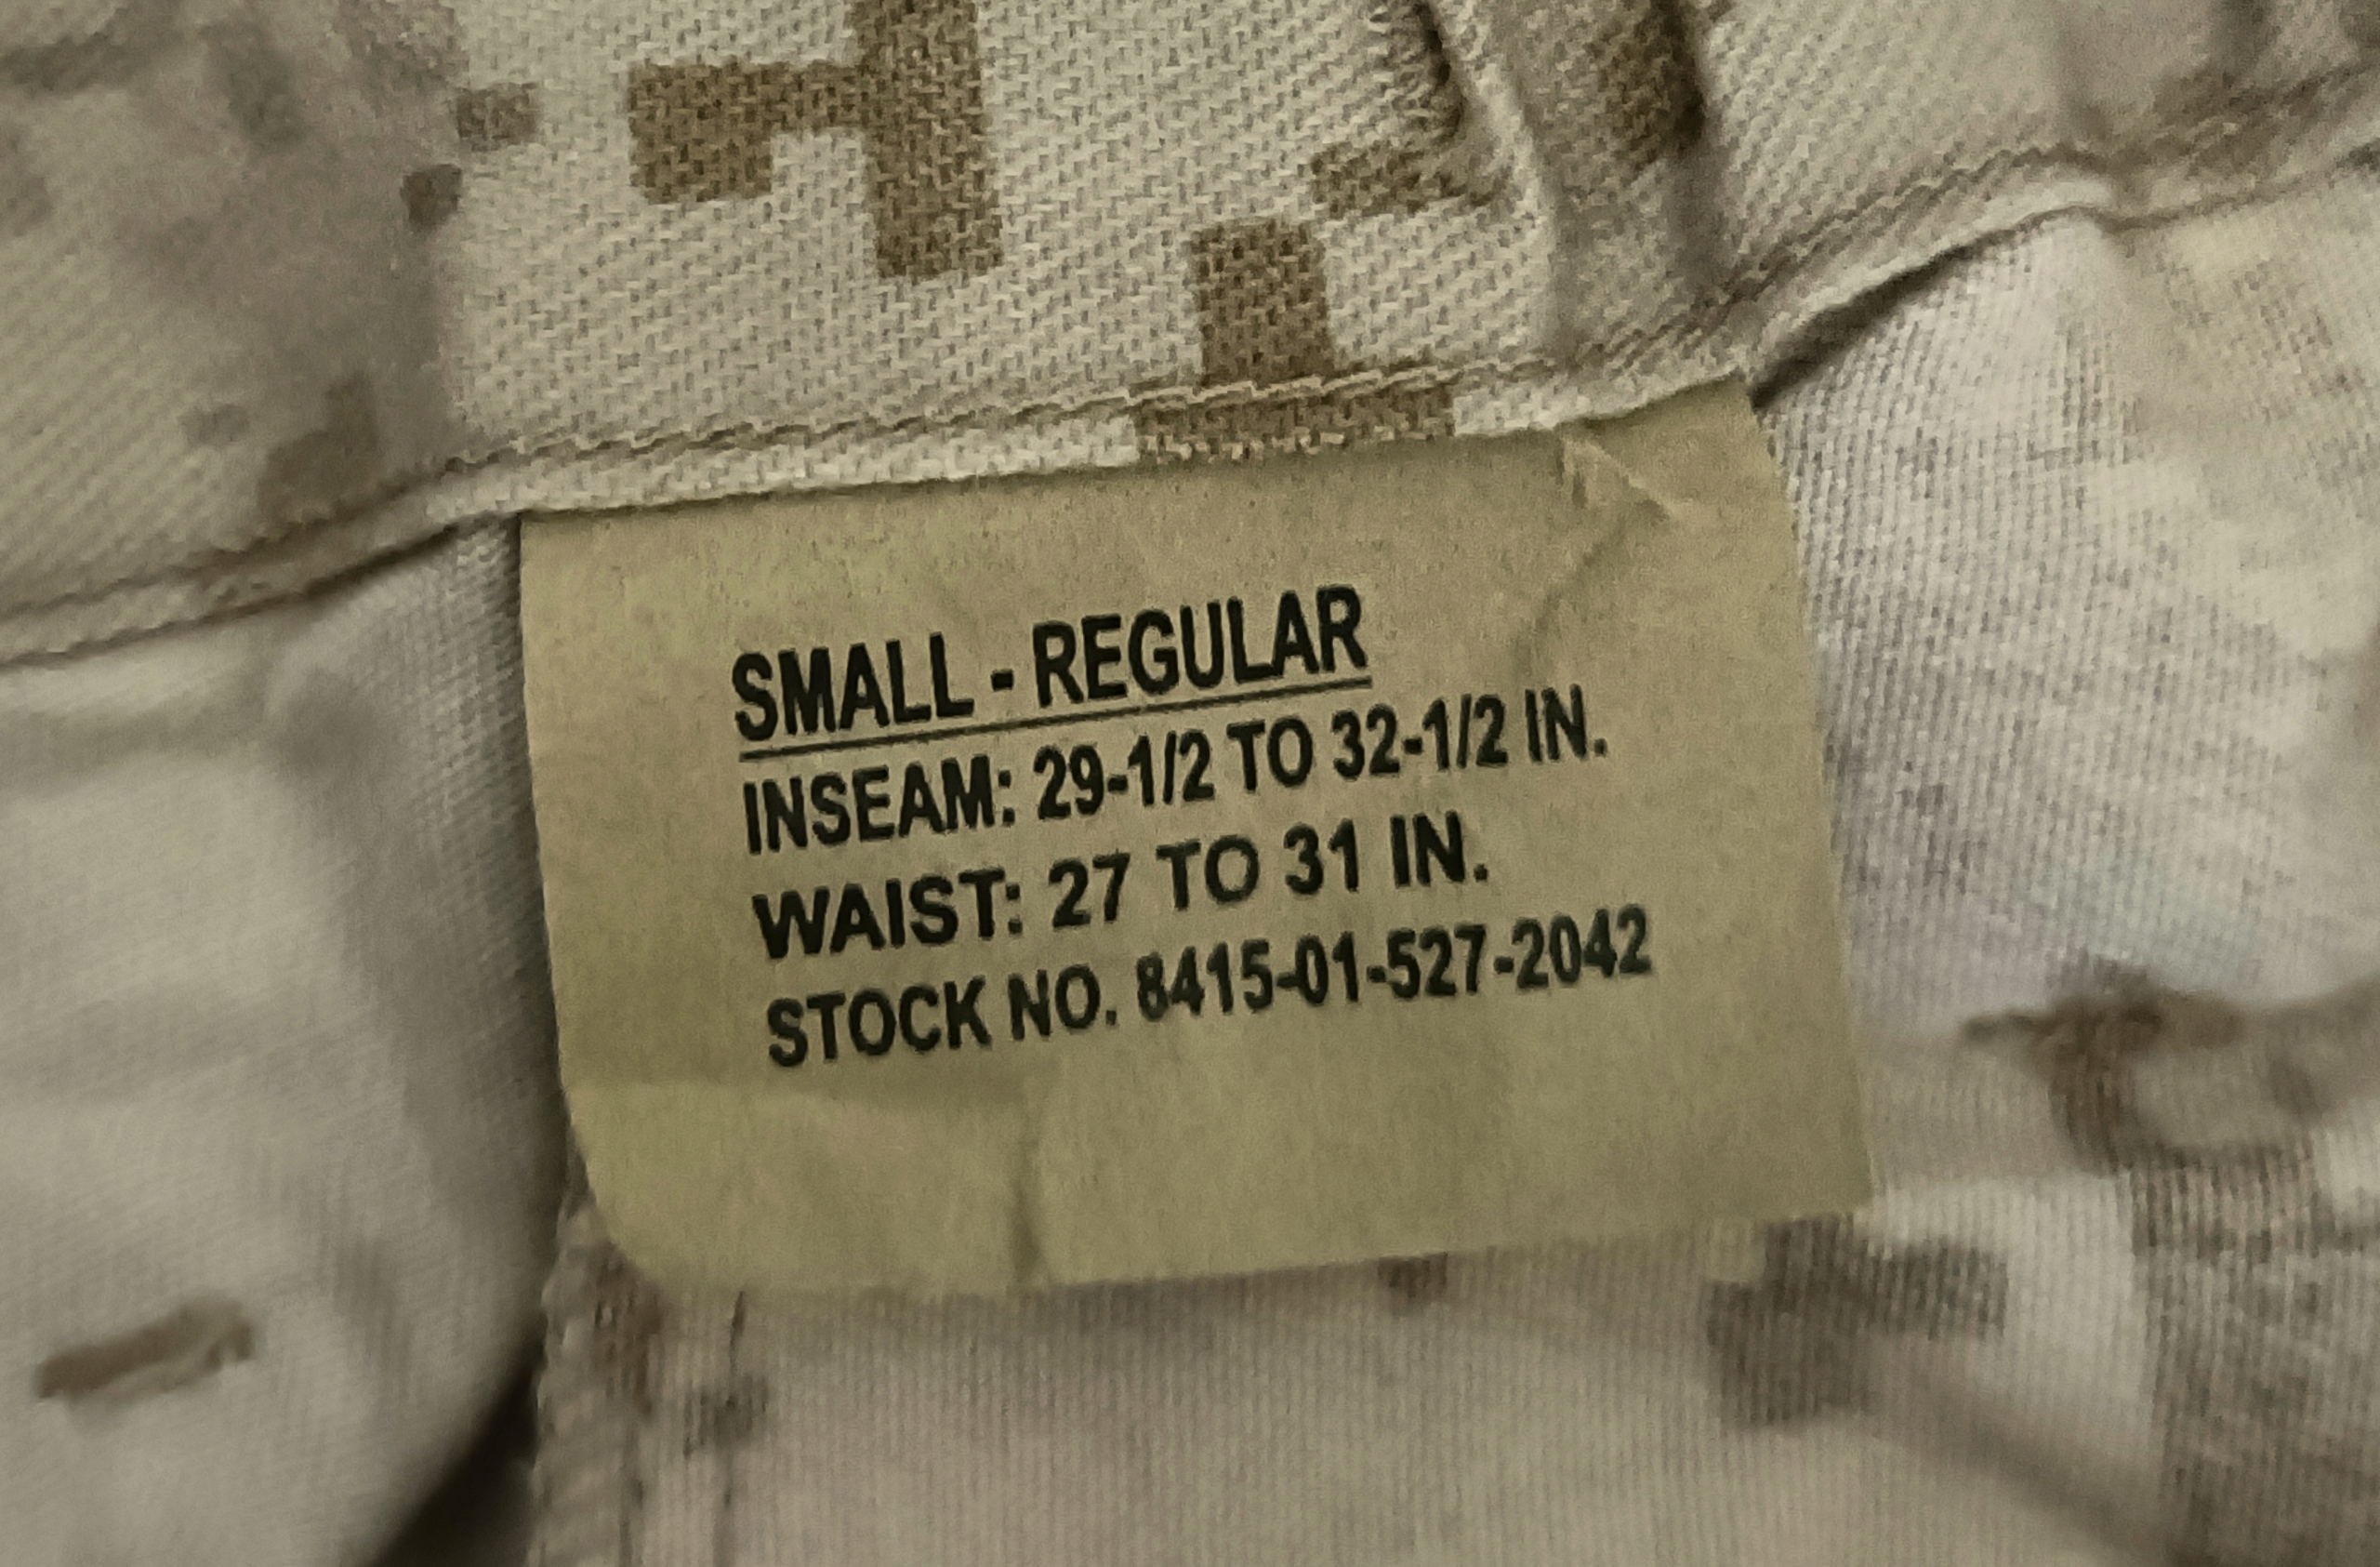 SMALL - REGULAR
INSEAM: 29-1/2 TO 32-1/2 IN.
WAIST: 27 TO 31 IN.
STOCK NO. 8415-01-527-2042